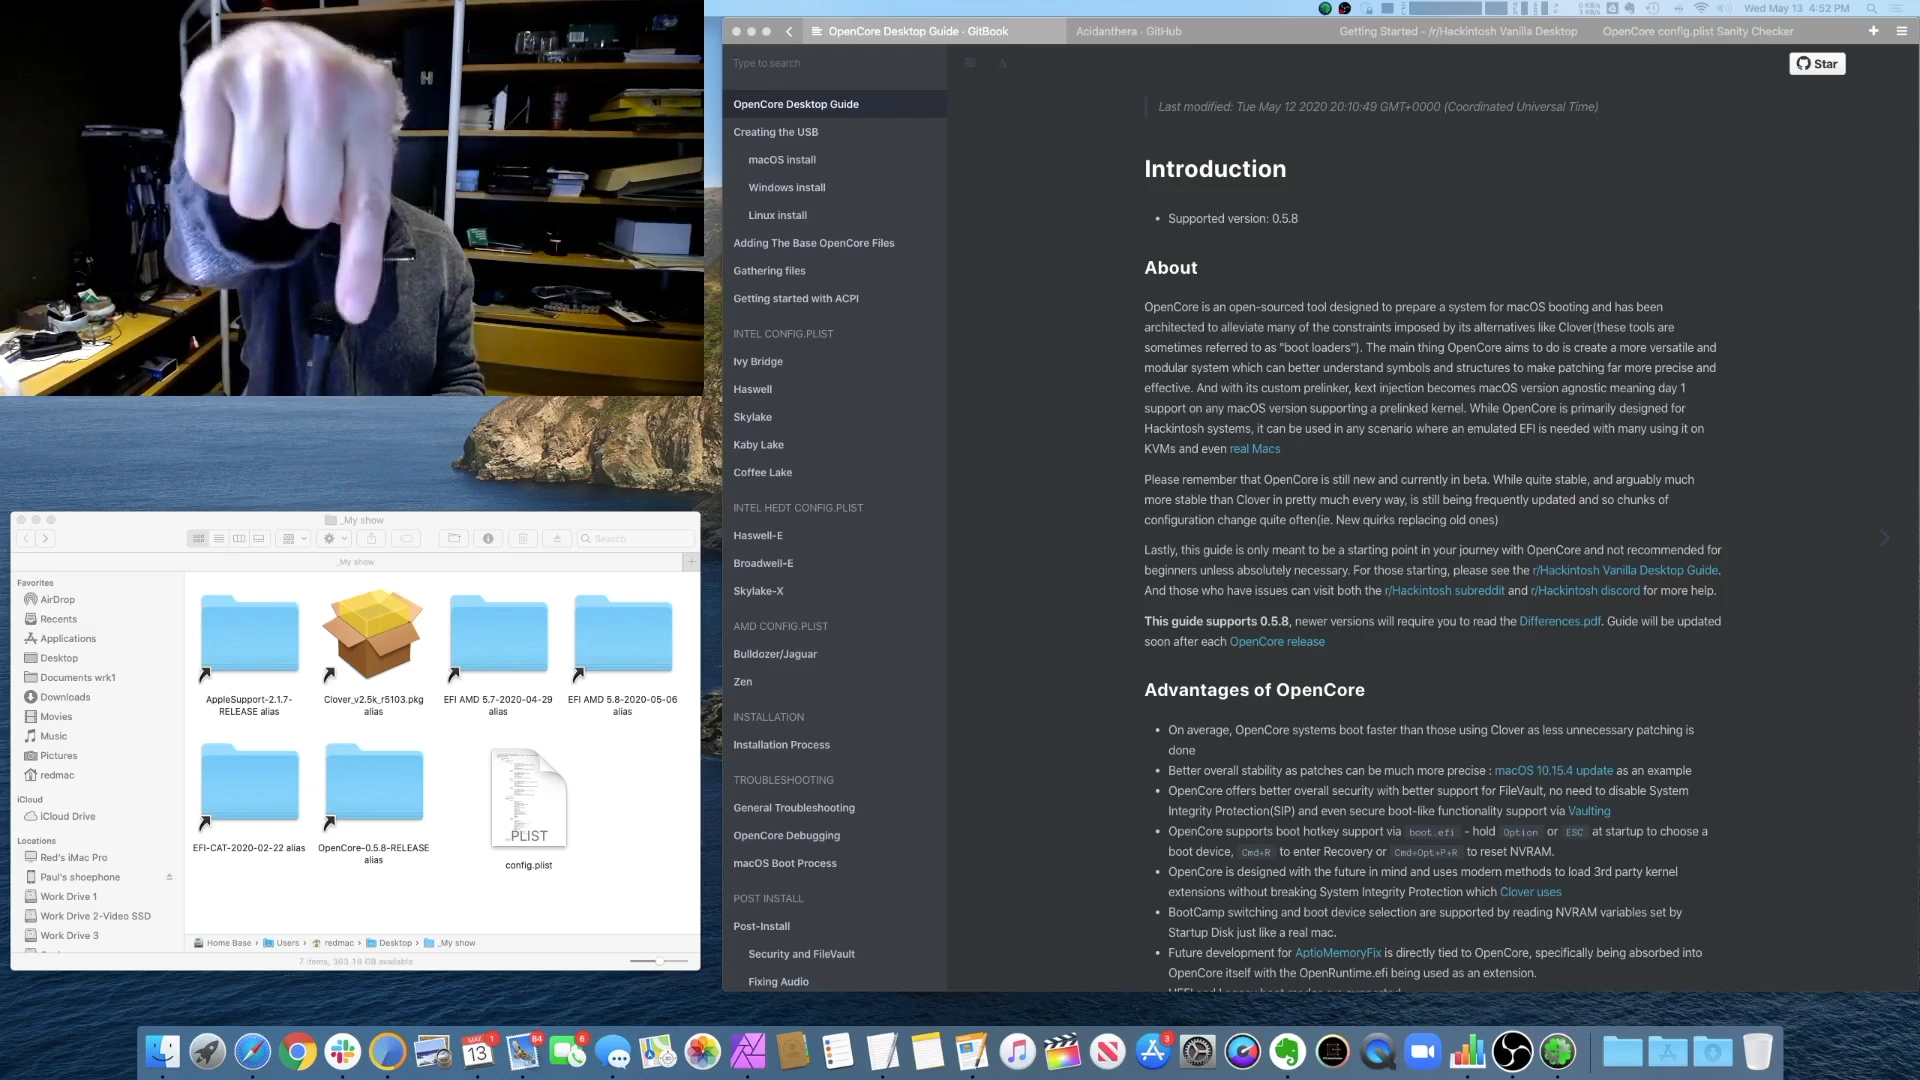 Wed May 13 4:52 PM
OpenCore Desktop Guide · GitBook
Acidanthera · GitHub
Getting Started - /r/Hackintosh Vanilla Desktop
OpenCore config.plist Sanity Checker
Type to search
A
Star
OpenCore Desktop Guide
Creating the USB
macOS install
Windows install
Linux install
Adding The Base OpenCore Files
Gathering files
Getting started with ACPI
INTEL CONFIG.PLIST
Ivy Bridge
Haswell
Skylake
Kaby Lake
Coffee Lake
INTEL HEDT CONFIG.PLIST
Haswell-E
Broadwell-E
Skylake-X
AMD CONFIG.PLIST
Bulldozer/Jaguar
Zen
INSTALLATION
Installation Process
TROUBLESHOOTING
General Troubleshooting
OpenCore Debugging
macOS Boot Process
POST INSTALL
Post-Install
Security and FileVault
Fixing Audio
Last modified: Tue May 12 2020 20:10:49 GMT+0000 (Coordinated Universal Time)
Introduction
• Supported version: 0.5.8
About
OpenCore is an open-sourced tool designed to prepare a system for macOS booting and has been
architected to alleviate many of the constraints imposed by its alternatives like Clover(these tools are
sometimes referred to as "boot loaders"). The main thing OpenCore aims to do is create a more versatile and
modular system which can better understand symbols and structures to make patching far more precise and
effective. And with its custom prelinker, kext injection becomes macOS version agnostic meaning day 1
support on any macOS version supporting a prelinked kernel. While OpenCore is primarily designed for
Hackintosh systems, it can be used in any scenario where an emulated EFI is needed with many using it on
KVMs and even real Macs
Please remember that OpenCore is still new and currently in beta. While quite stable, and arguably much
more stable than Clover in pretty much every way, is still being frequently updated and so chunks of
configuration change quite often(ie. New quirks replacing old ones)
Lastly, this guide is only meant to be a starting point in your journey with OpenCore and not recommended for
beginners unless absolutely necessary. For those starting, please see the r/Hackintosh Vanilla Desktop Guide.
And those who have issues can visit both the r/Hackintosh subreddit and r/Hackintosh discord for more help.
This guide supports 0.5.8, newer versions will require you to read the Differences.pdf. Guide will be updated
soon after each OpenCore release
Advantages of OpenCore
• On average, OpenCore systems boot faster than those using Clover as less unnecessary patching is
done
• Better overall stability as patches can be much more precise : macOS 10.15.4 update as an example
• OpenCore offers better overall security with better support for FileVault, no need to disable System
Integrity Protection(SIP) and even secure boot-like functionality support via Vaulting
• OpenCore supports boot hotkey support via boot.efi - hold Option or ESC at startup to choose a
boot device, Cmd+R to enter Recovery or Cmd+Opt+P+R to reset NVRAM.
• OpenCore is designed with the future in mind and uses modern methods to load 3rd party kernel
extensions without breaking System Integrity Protection which Clover uses
• BootCamp switching and boot device selection are supported by reading NVRAM variables set by
Startup Disk just like a real mac.
• Future development for AptioMemoryFix is directly tied to OpenCore, specifically being absorbed into
OpenCore itself with the OpenRuntime.efi being used as an extension.
_My show
Search
_My show
Favorites
AirDrop
Recents
Applications
Desktop
Documents wrk1
Downloads
Movies
Music
Pictures
redmac
iCloud
iCloud Drive
Locations
Red's iMac Pro
Paul's shoephone
Work Drive 1
Work Drive 2-Video SSD
Work Drive 3
AppleSupport-2.1.7-
RELEASE alias
Clover_v2.5k_r5103.pkg
alias
EFI AMD 5.7-2020-04-29
alias
EFI AMD 5.8-2020-05-06
alias
EFI-CAT-2020-02-22 alias
OpenCore-0.5.8-RELEASE
alias
PLIST
config.plist
Home Base › Users › redmac › Desktop › _My show
7 items, 363.16 GB available
MAY
13
1
84
6
3